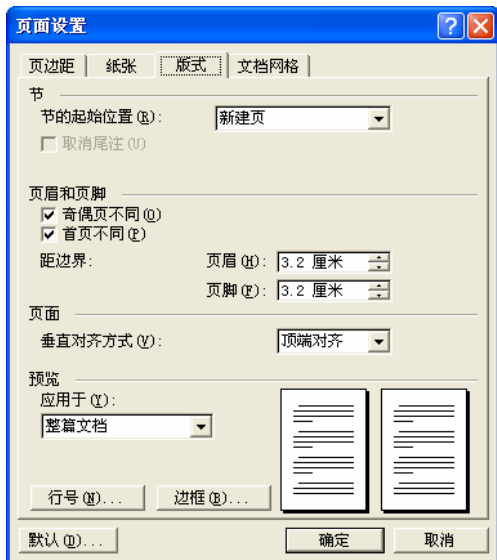 页面设置
页边距 纸张 版式 文档网格
节
节的起始位置(R): 新建页
取消尾注(U)
页眉和页脚
奇偶页不同(O)
首页不同(P)
距边界: 页眉(H): 3.2 厘米
页脚(F): 3.2 厘米
页面
垂直对齐方式(V): 顶端对齐
预览
应用于(Y):
整篇文档
行号(N)... 边框(B)...
默认(D)... 确定 取消